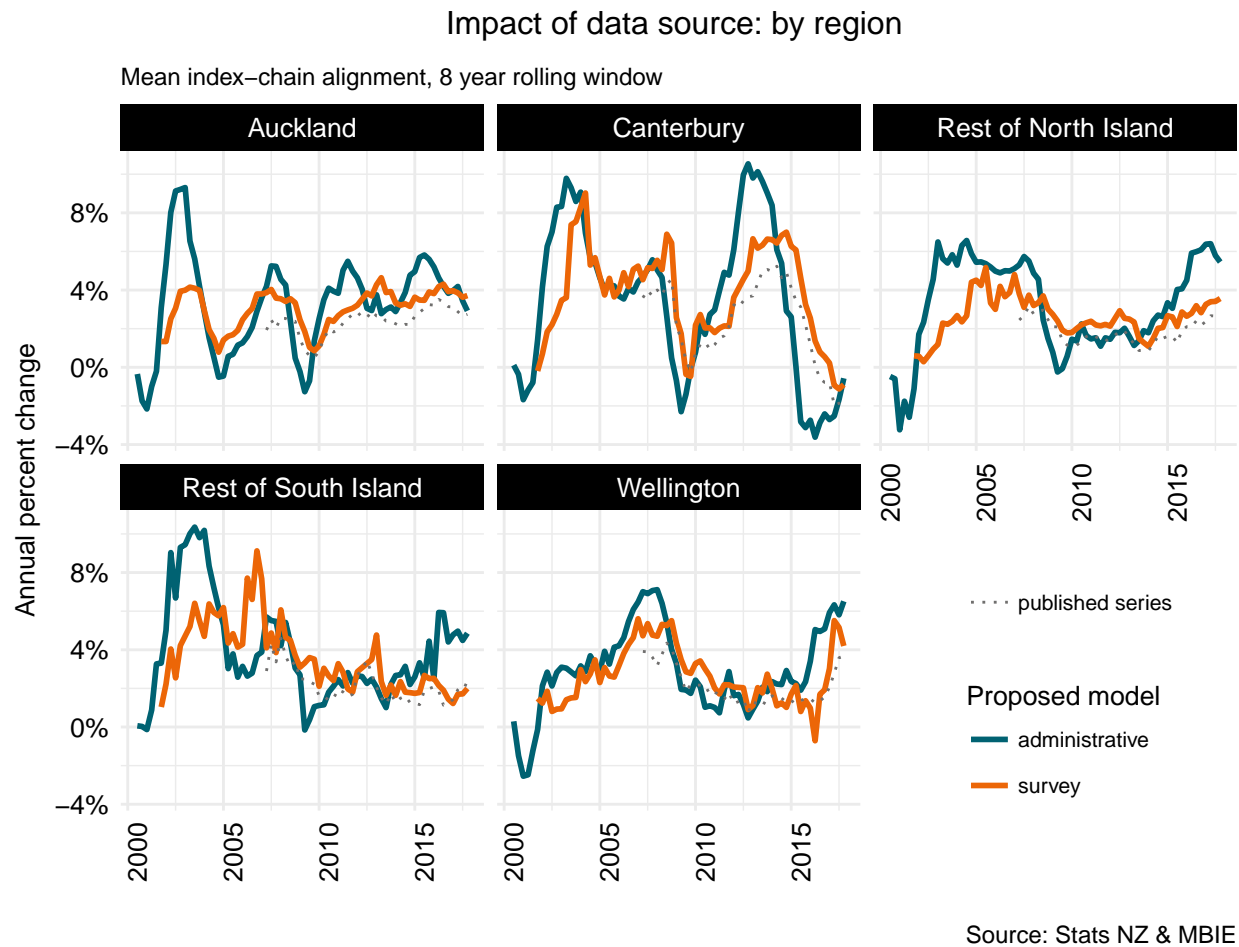 Impact of data source: by region
Mean index−chain alignment, 8 year rolling window
Auckland
Canterbury
Rest of North Island
8%
4%
0%
−4%
2000
2005
2010
2015
Rest of South Island
Wellington
8%
4%
0%
−4%
2000
2005
2010
2015
2000
2005
2010
2015
Annual percent change
published series
Proposed model
administrative
survey
Source: Stats NZ & MBIE